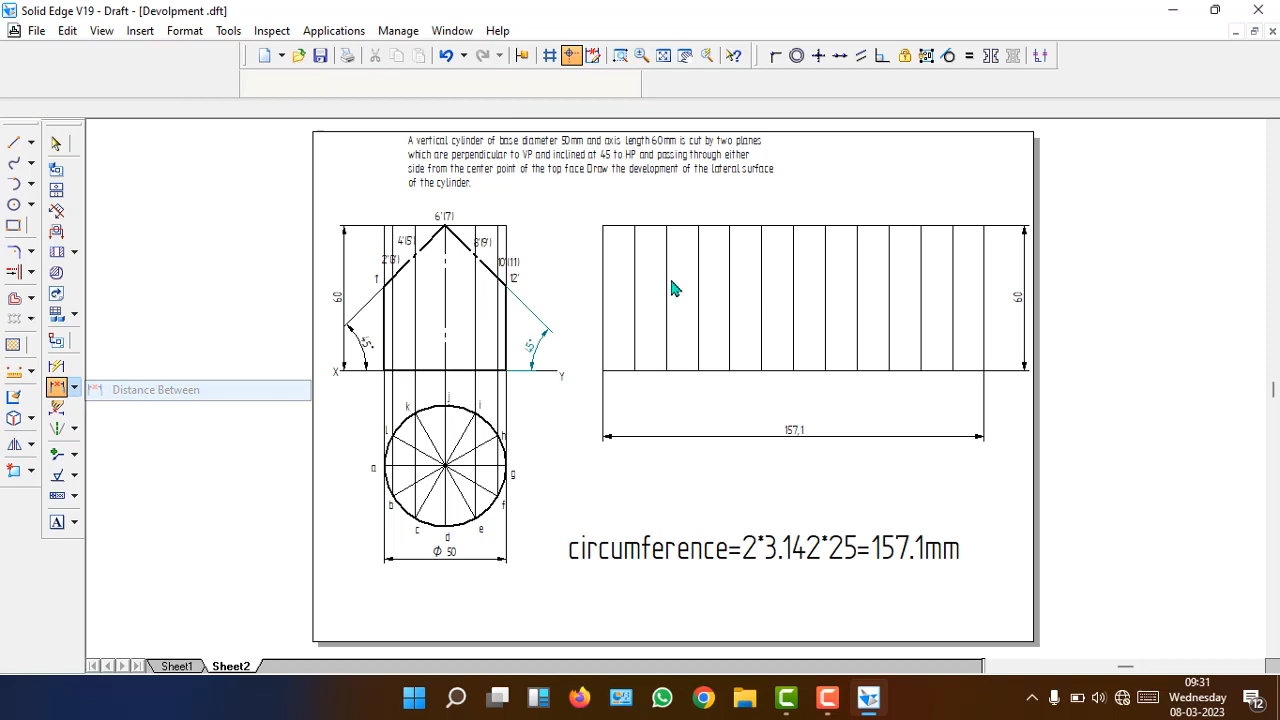 Solid Edge V19 - Draft - [Devolpment .dft]
File Edit View Insert Format Tools Inspect Applications Manage Window Help
Distance Between
A vertical cylinder of base diameter 50mm and axis length 60mm is cut by two planes
which are perpendicular to VP and inclined at 45 to HP and passing through either
side from the center point of the top face Draw the development of the lateral surface
of the cylinder.
6'(7)
4'(5) 8'(9')
2'(3') 10'(11)
1' 12'
60 60
45° 45°
X Y
157,1
k j i
l h
a g
b f
c d e
Ø 50
circumference=2*3.142*25=157.1mm
Sheet1 Sheet2
09:31
Wednesday
08-03-2023
12